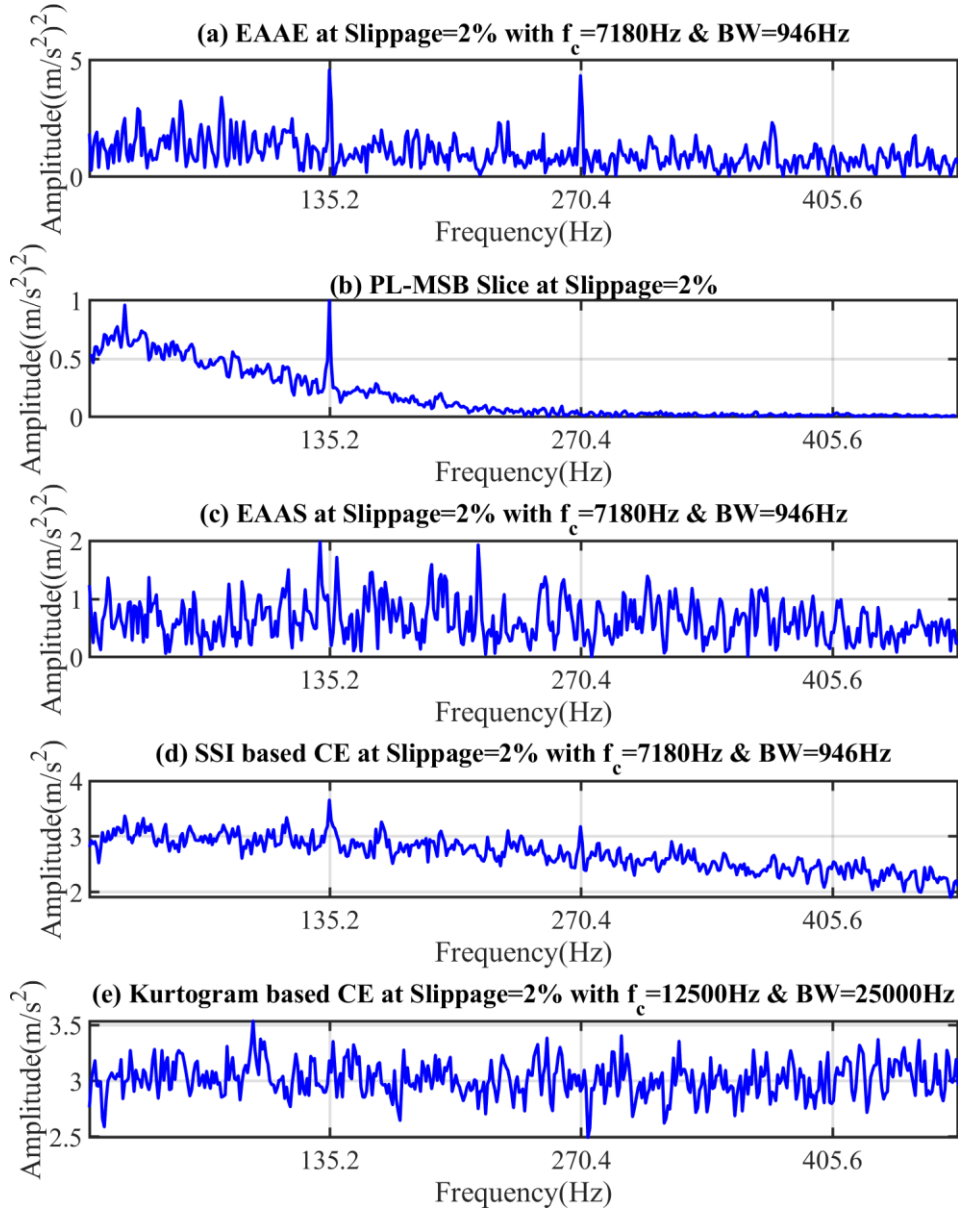 (a) EAAE at Slippage=2% with f_c=7180Hz & BW=946Hz
Amplitude((m/s²)²)
5
0
135.2 270.4 405.6
Frequency(Hz)
(b) PL-MSB Slice at Slippage=2%
Amplitude((m/s²)²)
1
0.5
0
135.2 270.4 405.6
Frequency(Hz)
(c) EAAS at Slippage=2% with f_c=7180Hz & BW=946Hz
Amplitude((m/s²)²)
2
1
0
135.2 270.4 405.6
Frequency(Hz)
(d) SSI based CE at Slippage=2% with f_c=7180Hz & BW=946Hz
Amplitude(m/s²)
4
3
2
135.2 270.4 405.6
Frequency(Hz)
(e) Kurtogram based CE at Slippage=2% with f_c=12500Hz & BW=25000Hz
Amplitude(m/s²)
3.5
3
2.5
135.2 270.4 405.6
Frequency(Hz)